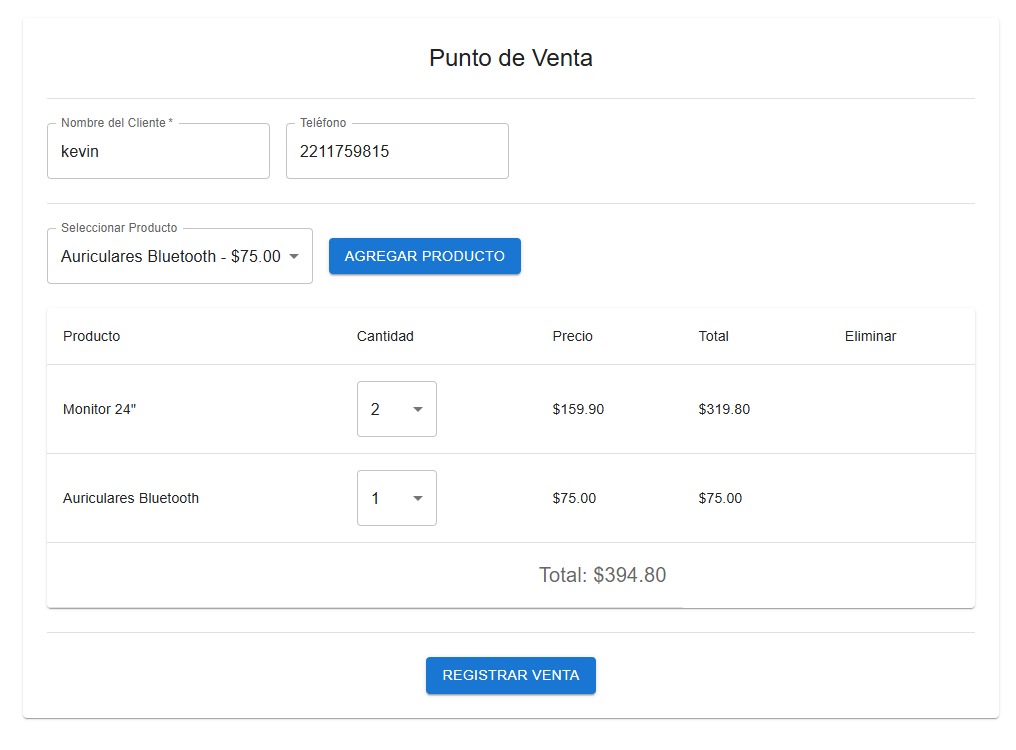 Punto de Venta
Nombre del Cliente * Teléfono
kevin 2211759815
Seleccionar Producto
Auriculares Bluetooth - $75.00 AGREGAR PRODUCTO
Producto Cantidad Precio Total Eliminar
Monitor 24" 2 $159.90 $319.80
Auriculares Bluetooth 1 $75.00 $75.00
Total: $394.80
REGISTRAR VENTA